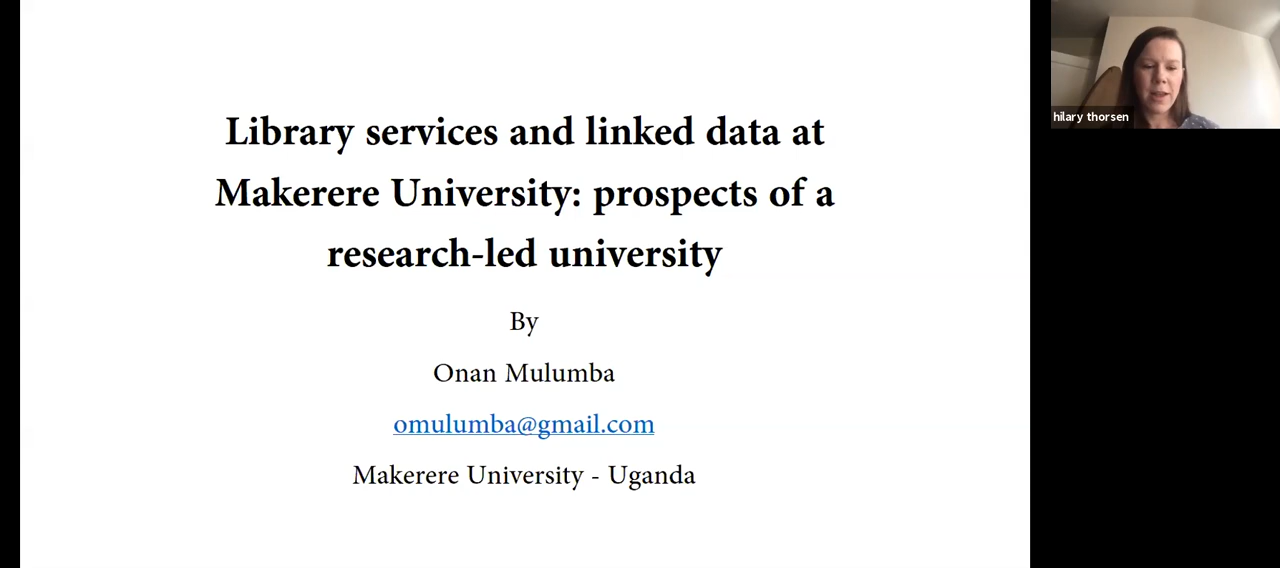 Library services and linked data at
Makerere University: prospects of a
research-led university
By
Onan Mulumba
omulumba@gmail.com
Makerere University - Uganda
hilary thorsen